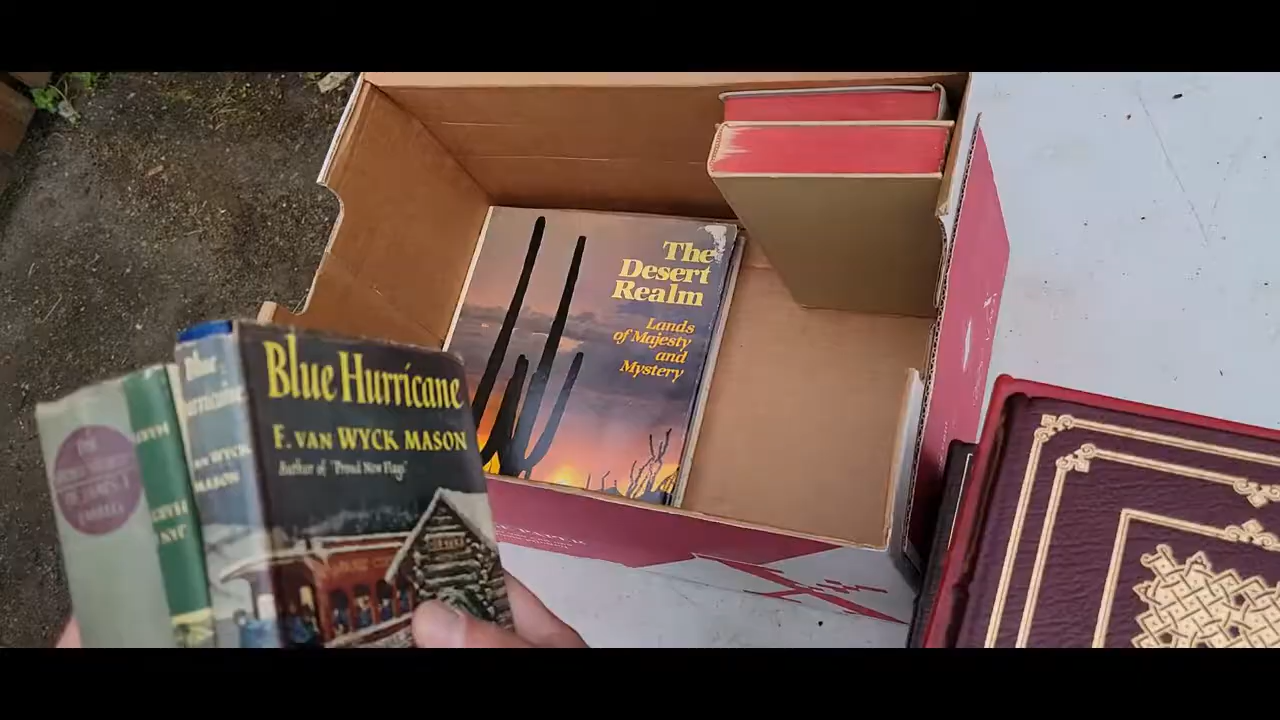 The
Desert
Realm
Lands
of Majesty
and
Mystery
Blue Hurricane
F. VAN WYCK MASON
Author of "Proud New Flags"
Blue
Hurricane
VAN WYCK
MASON